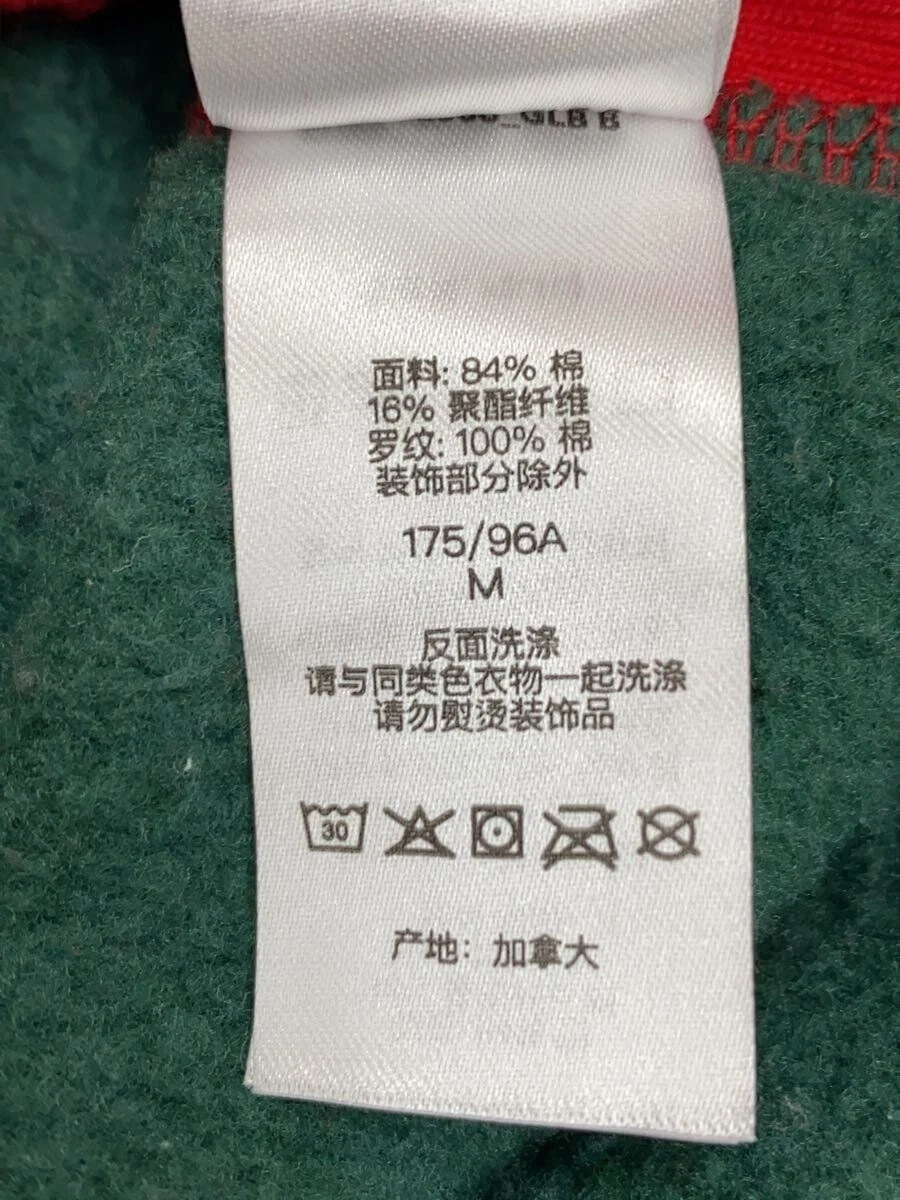 GLB B
面料: 84% 棉
16% 聚酯纤维
罗纹: 100% 棉
装饰部分除外
175/96A
M
反面洗涤
请与同类色衣物一起洗涤
请勿熨烫装饰品
30
产地: 加拿大